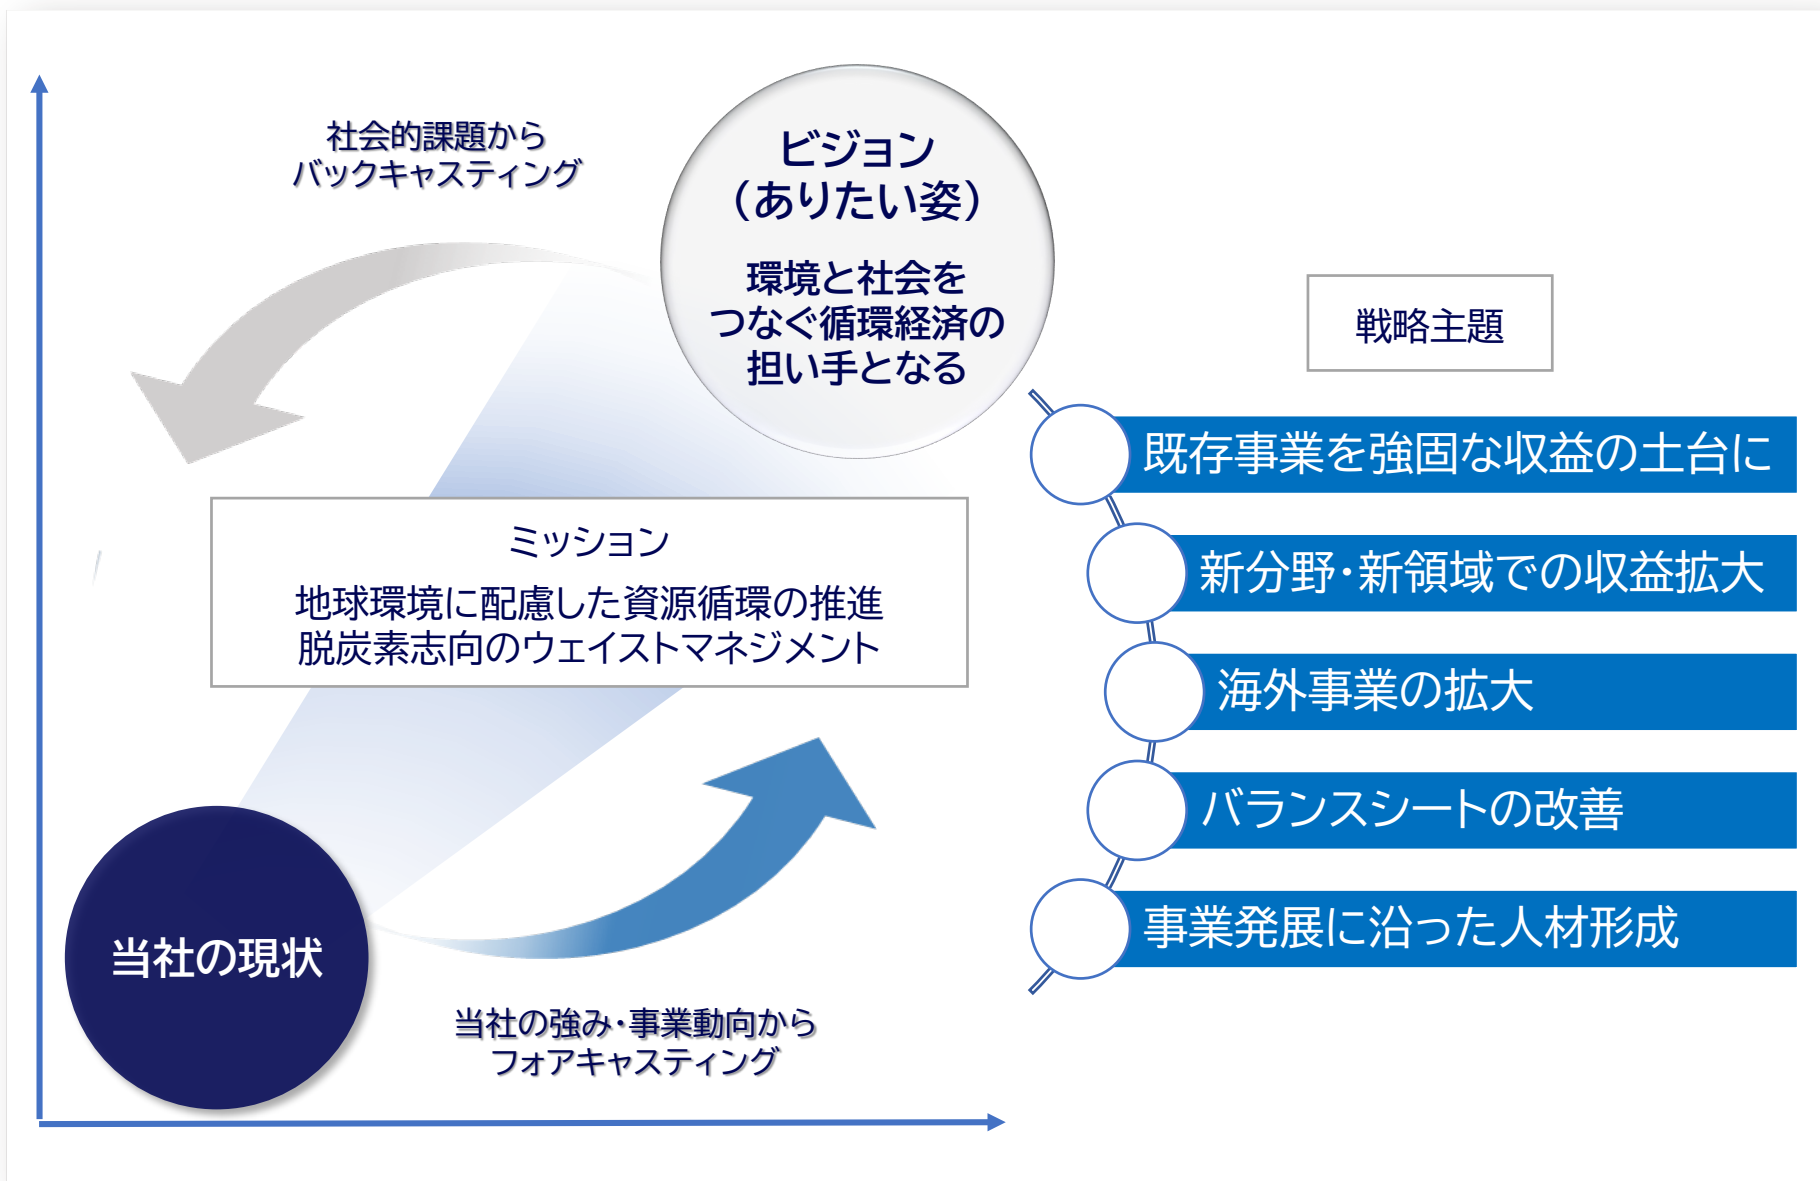 社会的課題から
バックキャスティング
ビジョン
（ありたい姿）
環境と社会を
つなぐ循環経済の
担い手となる
ミッション
地球環境に配慮した資源循環の推進
脱炭素志向のウェイストマネジメント
当社の現状
当社の強み・事業動向から
フォアキャスティング
戦略主題
既存事業を強固な収益の土台に
新分野・新領域での収益拡大
海外事業の拡大
バランスシートの改善
事業発展に沿った人材形成